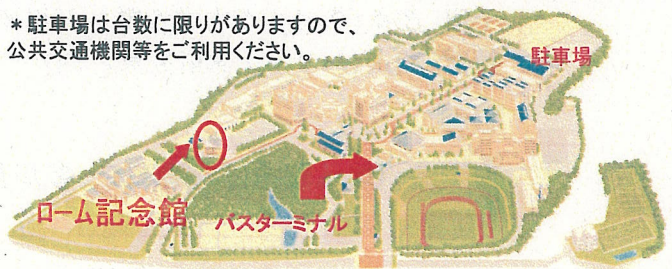 ＊駐車場は台数に限りがありますので、
公共交通機関等をご利用ください。
駐車場
ローム記念館
バスターミナル